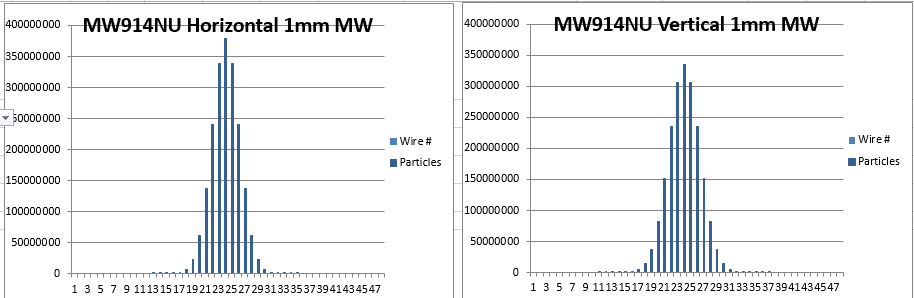 MW914NU Horizontal 1mm MW
400000000
350000000
300000000
250000000
200000000
150000000
100000000
50000000
0
1 3 5 7 9 11 13 15 17 19 21 23 25 27 29 31 33 35 37 39 41 43 45 47
Wire #
Particles
MW914NU Vertical 1mm MW
400000000
350000000
300000000
250000000
200000000
150000000
100000000
50000000
0
1 3 5 7 9 11 13 15 17 19 21 23 25 27 29 31 33 35 37 39 41 43 45 47
Wire #
Particles